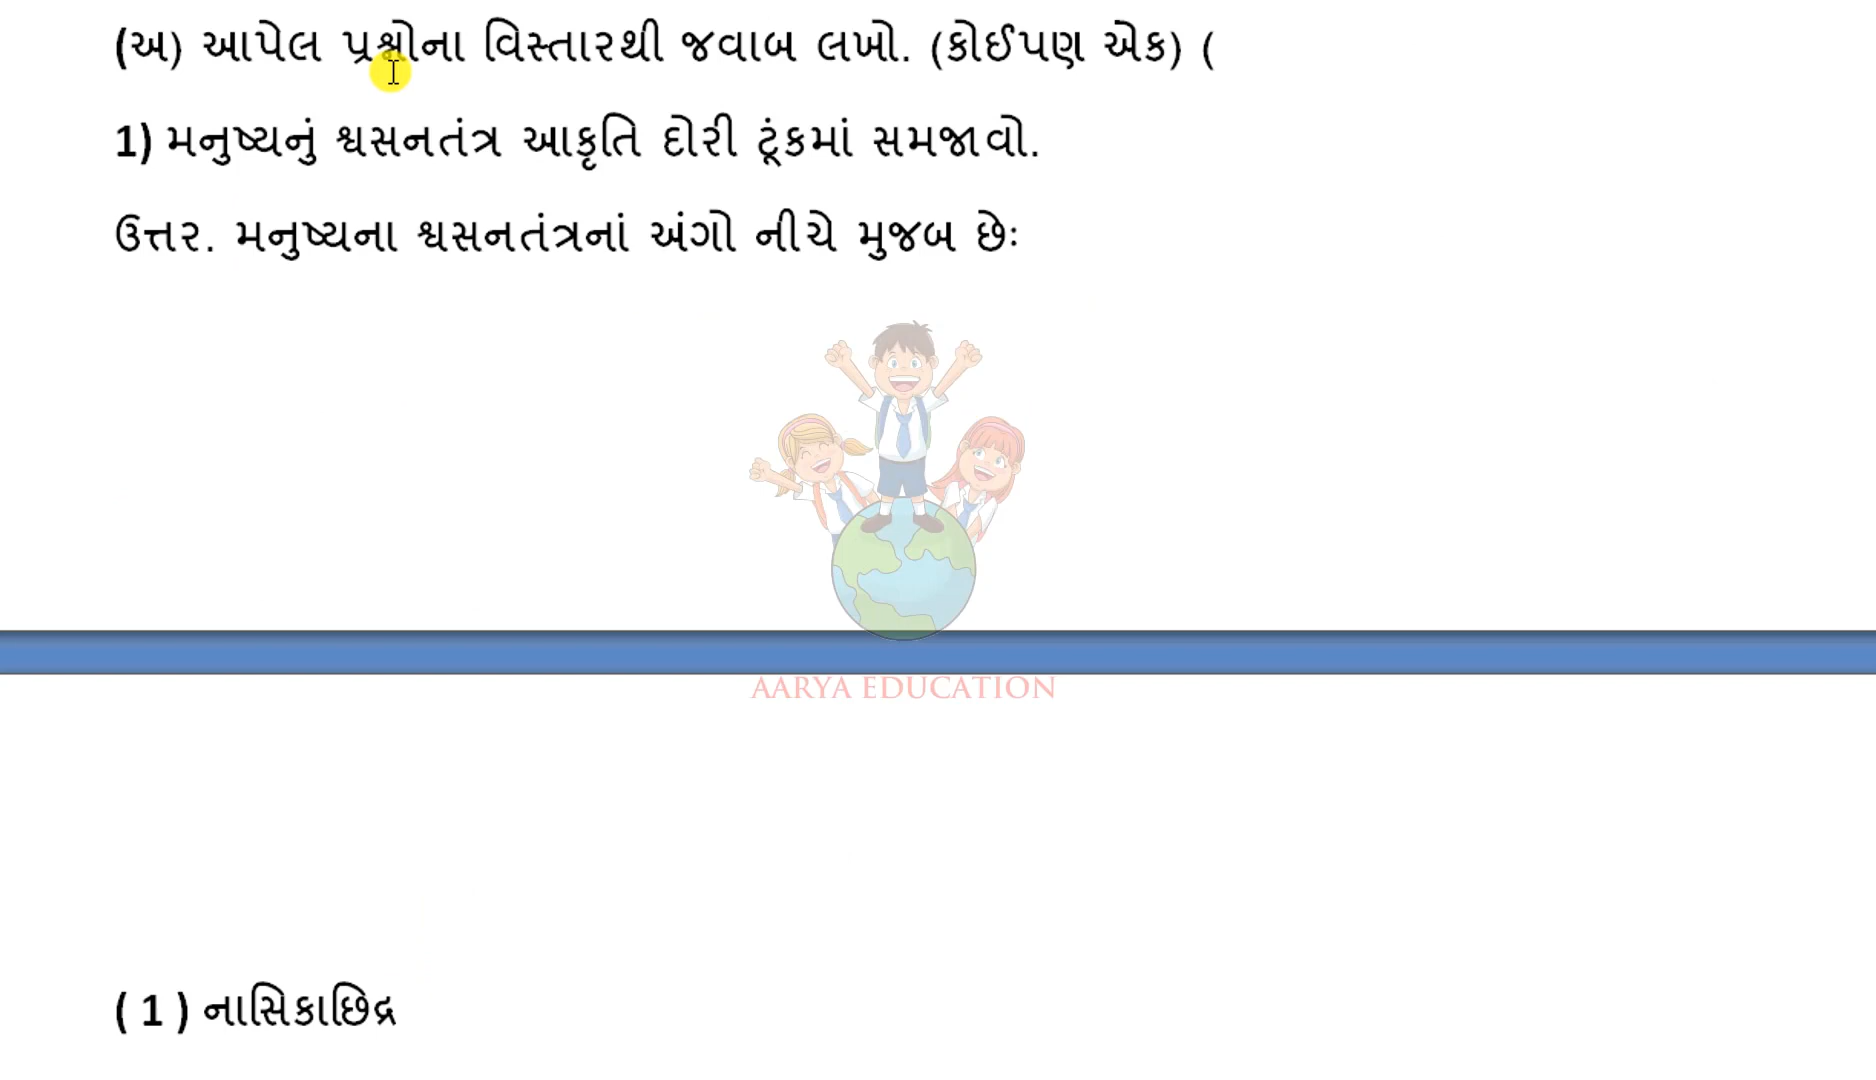 (અ) આપેલ પ્રશ્નોના વિસ્તારથી જવાબ લખો. (કોઈપણ એક) (
1) મનુષ્યનું શ્વસનતંત્ર આકૃતિ દોરી ટૂંકમાં સમજાવો.
ઉત્તર. મનુષ્યના શ્વસનતંત્રનાં અંગો નીચે મુજબ છેઃ
AARYA EDUCATION
( 1 ) નાસિકાછિદ્ર